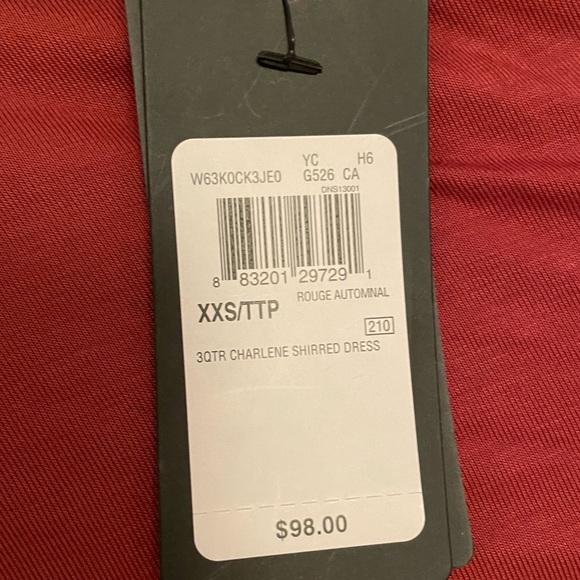 YC H6
W63K0CK3JE0 G526 CA
DNS13001
8 83201 29729 1
ROUGE AUTOMNAL
XXS/TTP
210
3QTR CHARLENE SHIRRED DRESS
$98.00